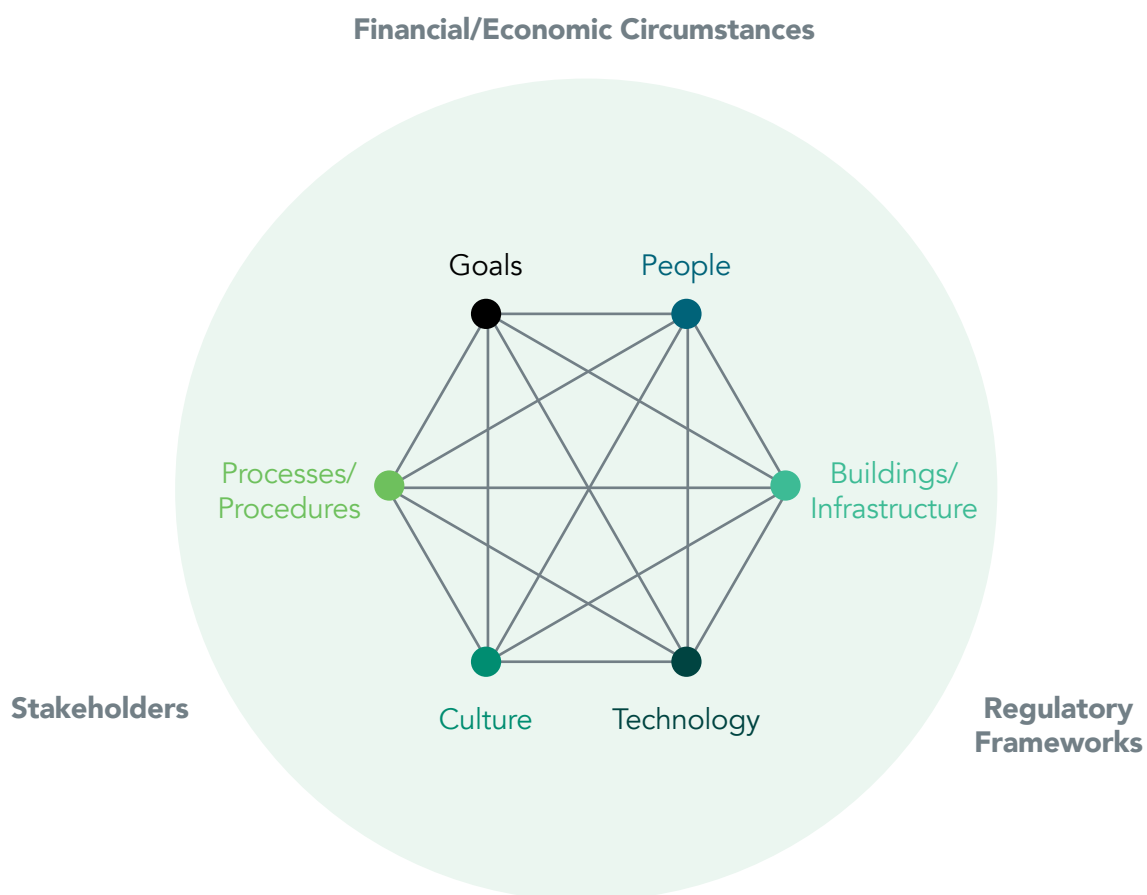 Financial/Economic Circumstances
Goals
People
Processes/
Procedures
Buildings/
Infrastructure
Stakeholders
Culture
Technology
Regulatory
Frameworks